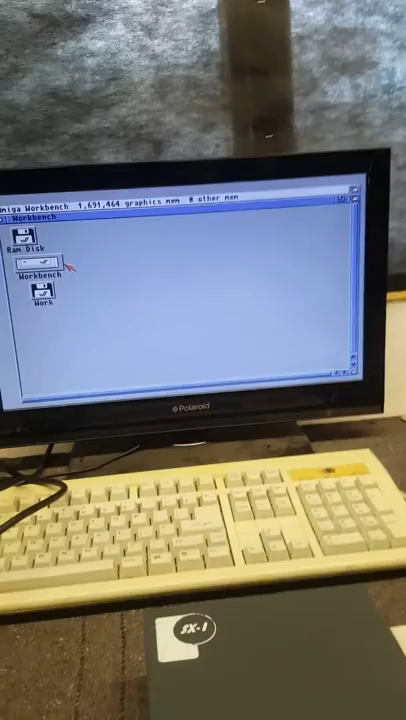 miga Workbench 1,691,464 graphics mem 0 other mem
Workbench
Ram Disk
Workbench
Work
Polaroid
SX-1